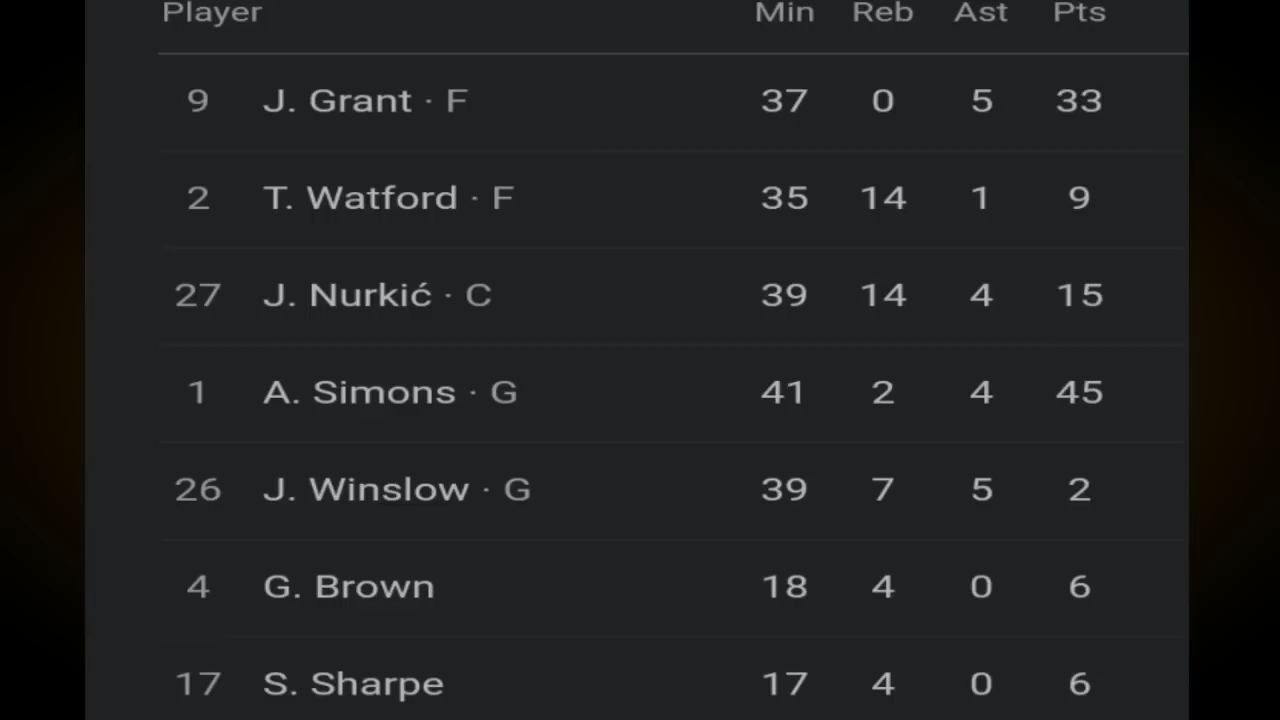 Player Min Reb Ast Pts
9 J. Grant · F 37 0 5 33
2 T. Watford · F 35 14 1 9
27 J. Nurkić · C 39 14 4 15
1 A. Simons · G 41 2 4 45
26 J. Winslow · G 39 7 5 2
4 G. Brown 18 4 0 6
17 S. Sharpe 17 4 0 6